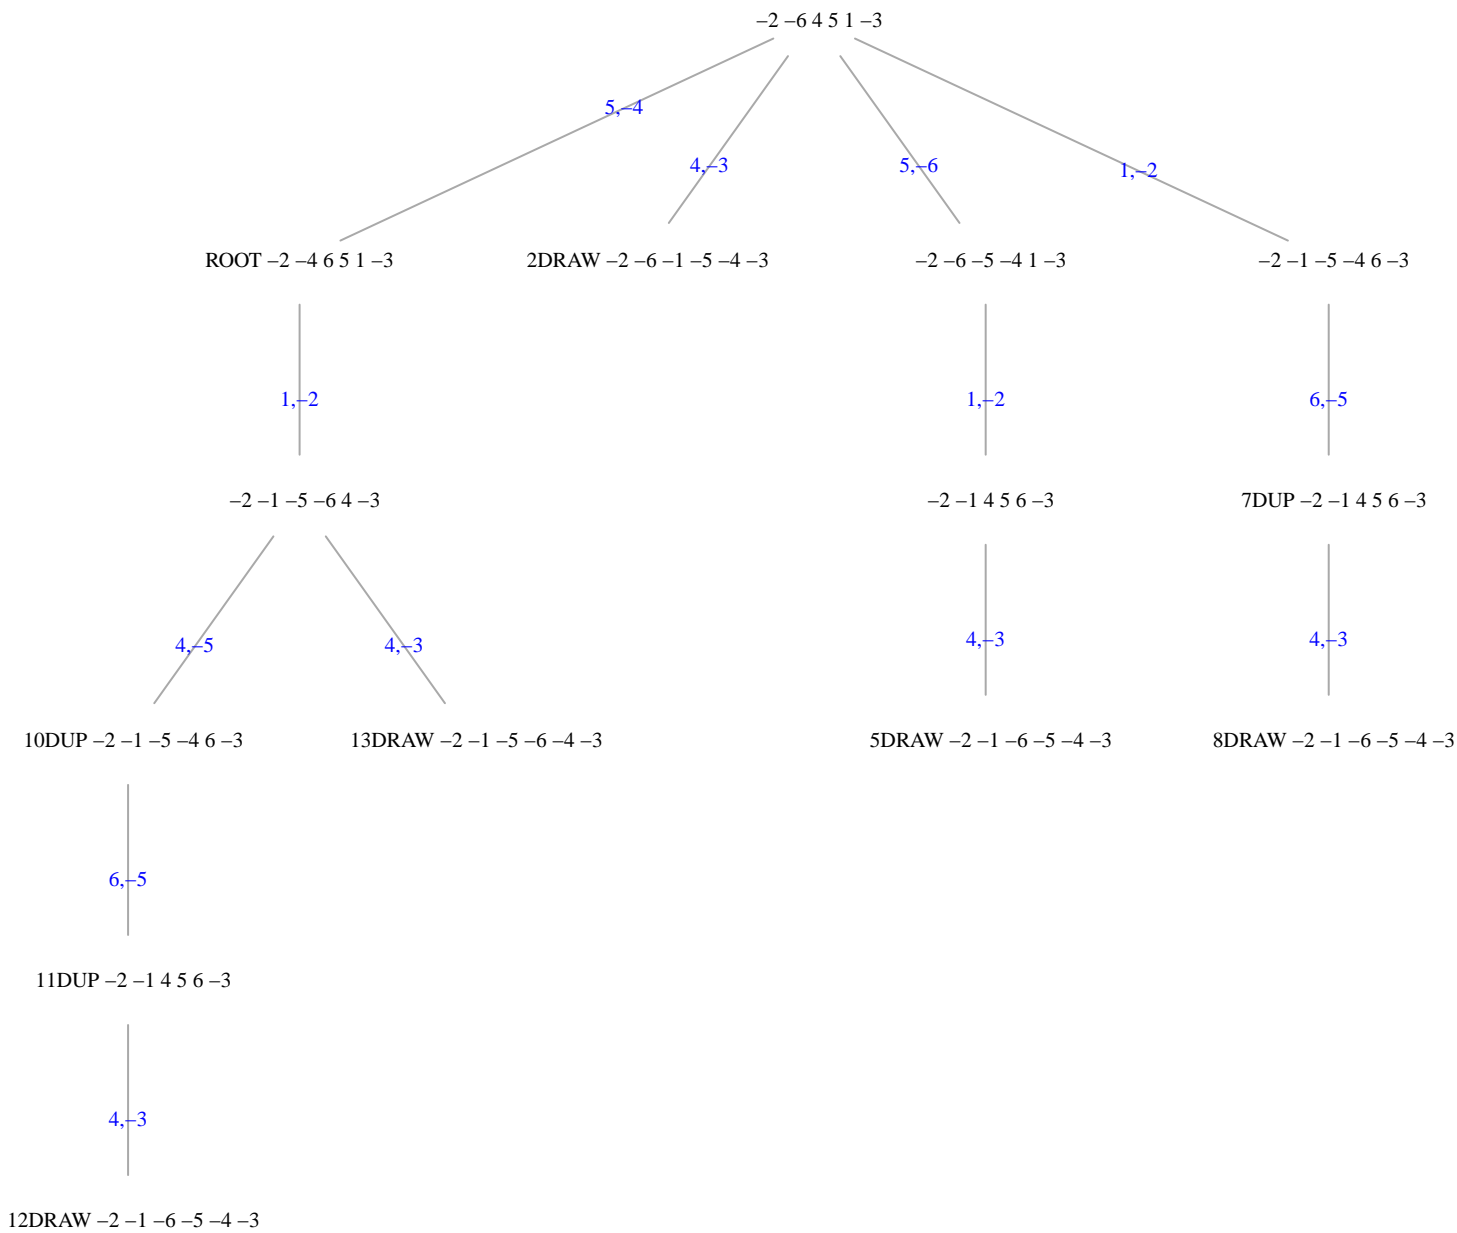 –2 –6 4 5 1 –3
5,–4
4,–3
5,–6
1,–2
ROOT –2 –4 6 5 1 –3
2DRAW –2 –6 –1 –5 –4 –3
–2 –6 –5 –4 1 –3
–2 –1 –5 –4 6 –3
1,–2
1,–2
6,–5
–2 –1 –5 –6 4 –3
–2 –1 4 5 6 –3
7DUP –2 –1 4 5 6 –3
4,–5
4,–3
4,–3
4,–3
10DUP –2 –1 –5 –4 6 –3
13DRAW –2 –1 –5 –6 –4 –3
5DRAW –2 –1 –6 –5 –4 –3
8DRAW –2 –1 –6 –5 –4 –3
6,–5
11DUP –2 –1 4 5 6 –3
4,–3
12DRAW –2 –1 –6 –5 –4 –3